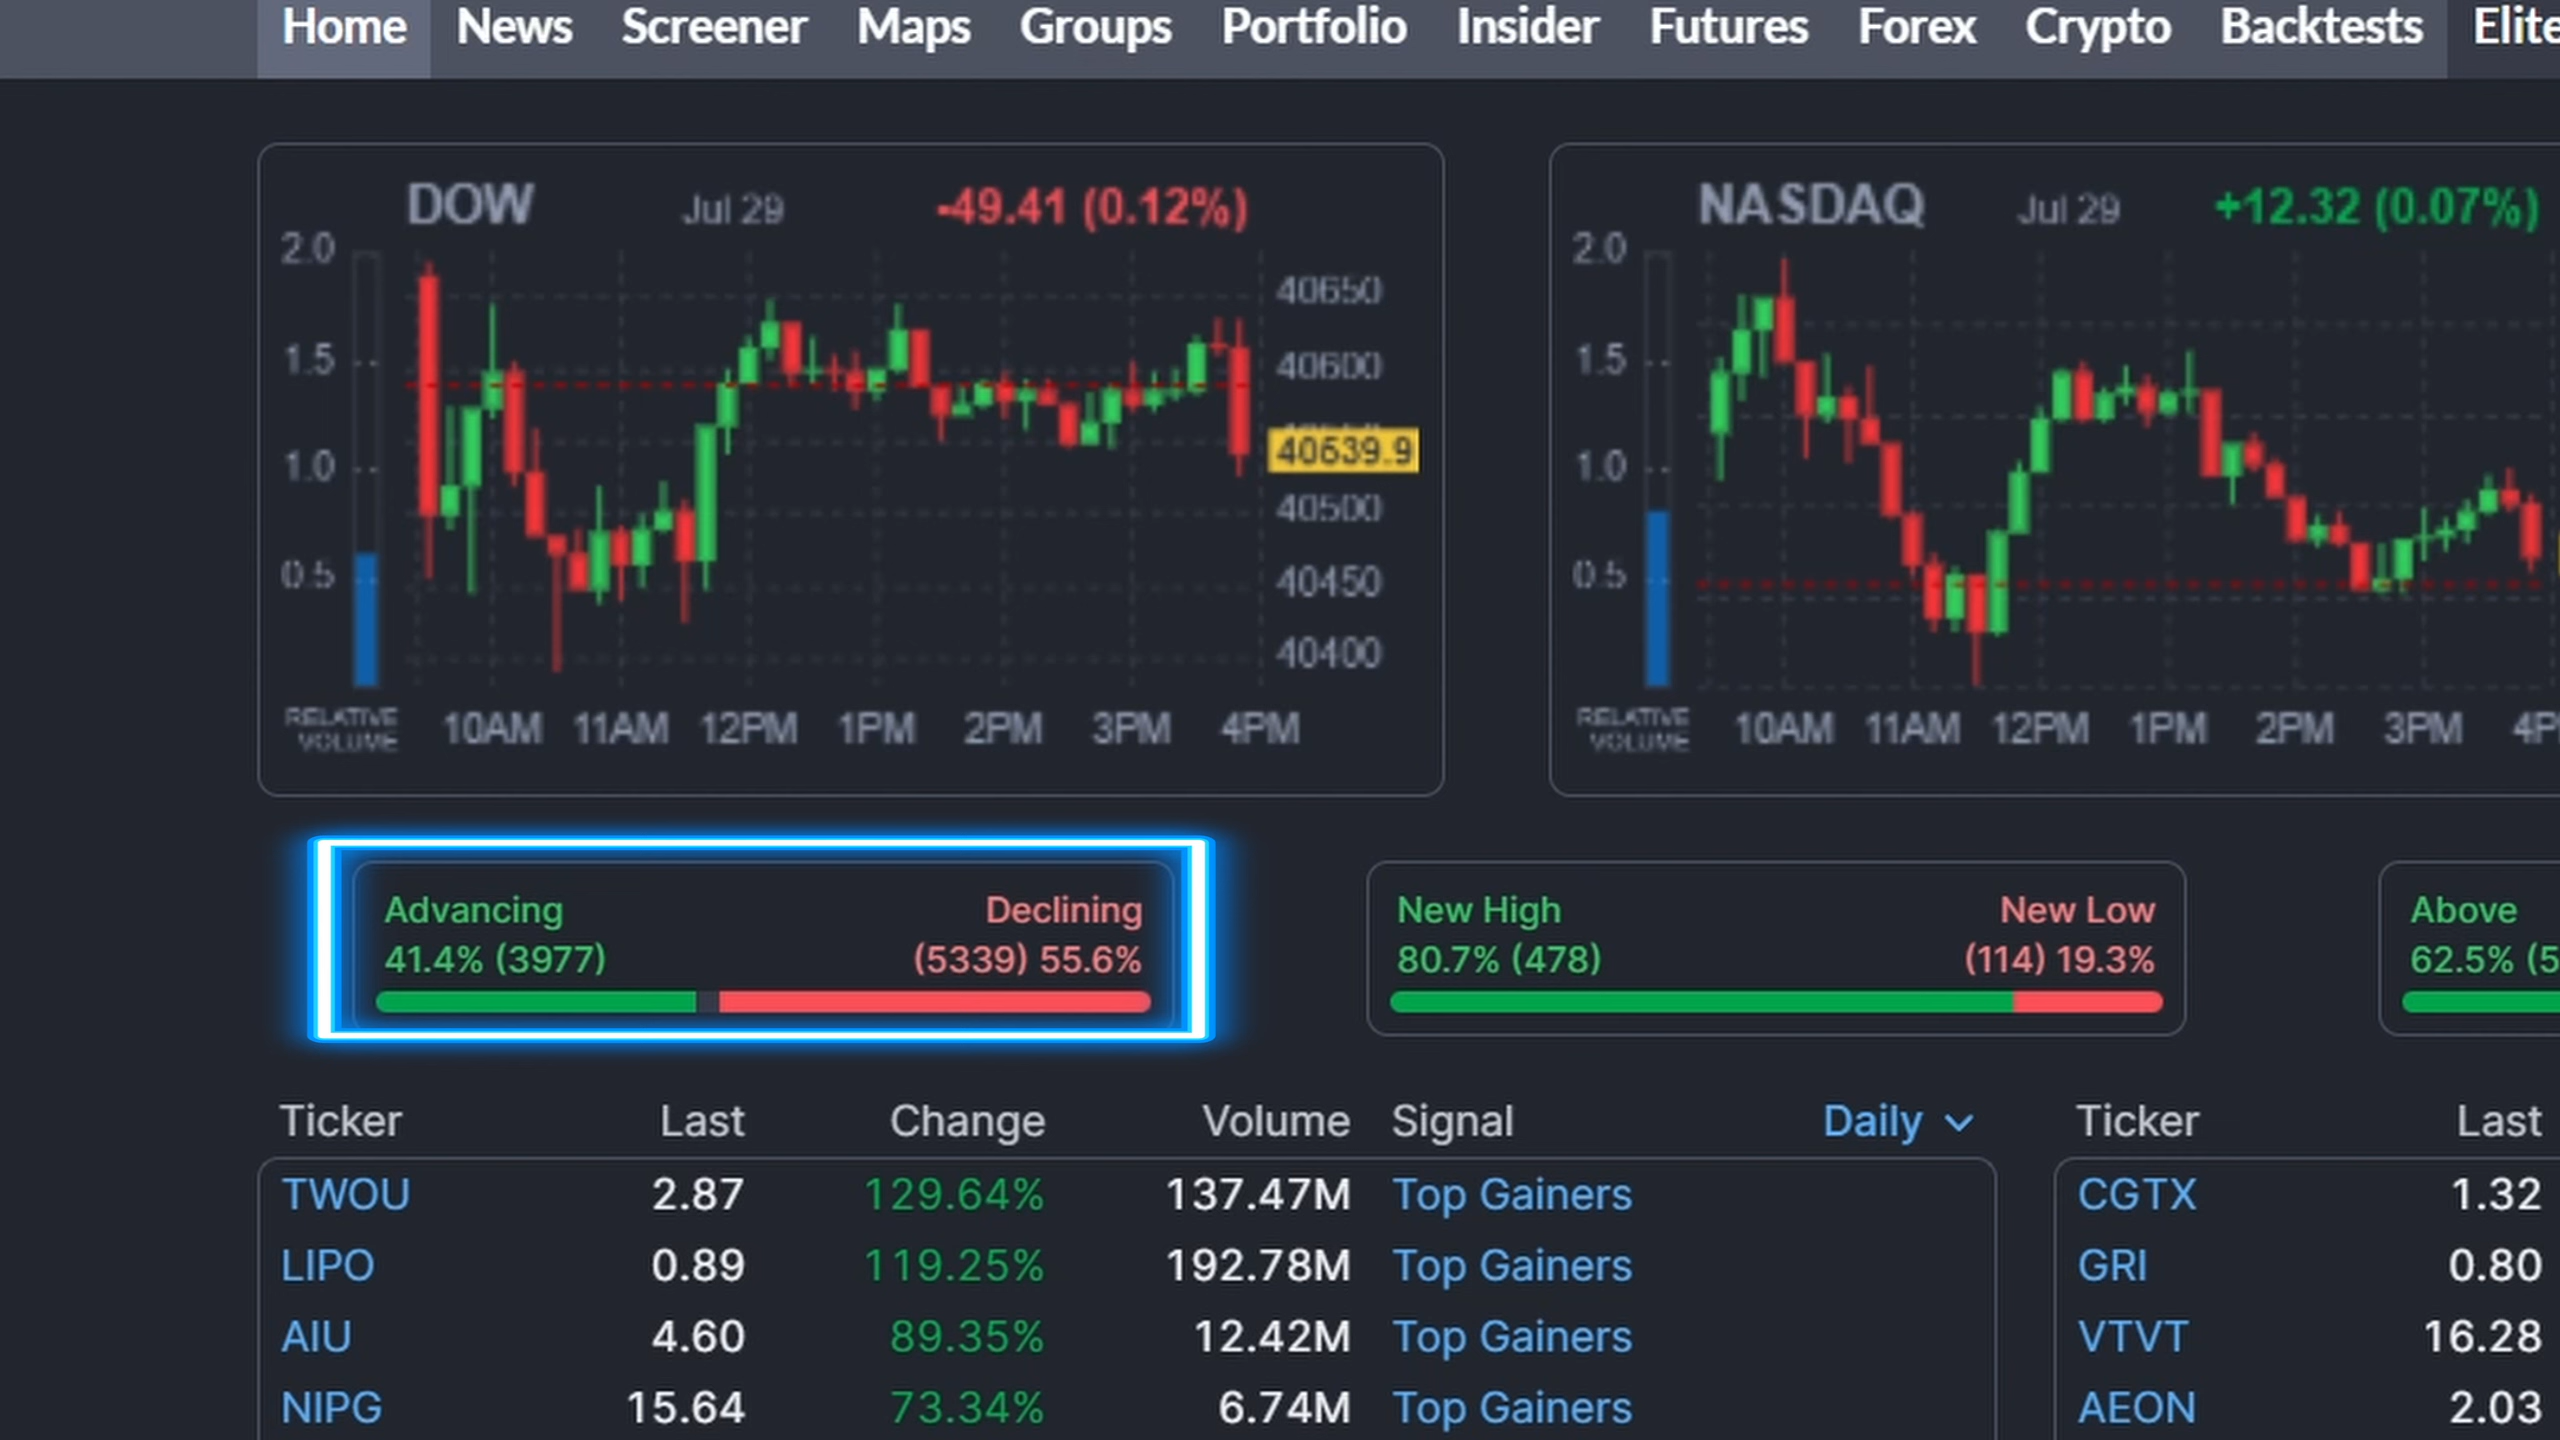 Home News Screener Maps Groups Portfolio Insider Futures Forex Crypto Backtests Elite
DOW Jul 29 -49.41 (0.12%)
2.0
1.5
1.0
0.5
40650
40600
40539.9
40500
40450
40400
RELATIVE VOLUME
10AM 11AM 12PM 1PM 2PM 3PM 4PM
NASDAQ Jul 29 +12.32 (0.07%)
2.0
1.5
1.0
0.5
RELATIVE VOLUME
10AM 11AM 12PM 1PM 2PM 3PM
Advancing Declining
41.4% (3977) (5339) 55.6%
New High New Low
80.7% (478) (114) 19.3%
Above
62.5% (5
Ticker Last Change Volume Signal Daily
TWOU 2.87 129.64% 137.47M Top Gainers
LIPO 0.89 119.25% 192.78M Top Gainers
AIU 4.60 89.35% 12.42M Top Gainers
NIPG 15.64 73.34% 6.74M Top Gainers
Ticker Last
CGTX 1.32
GRI 0.80
VTVT 16.28
AEON 2.03